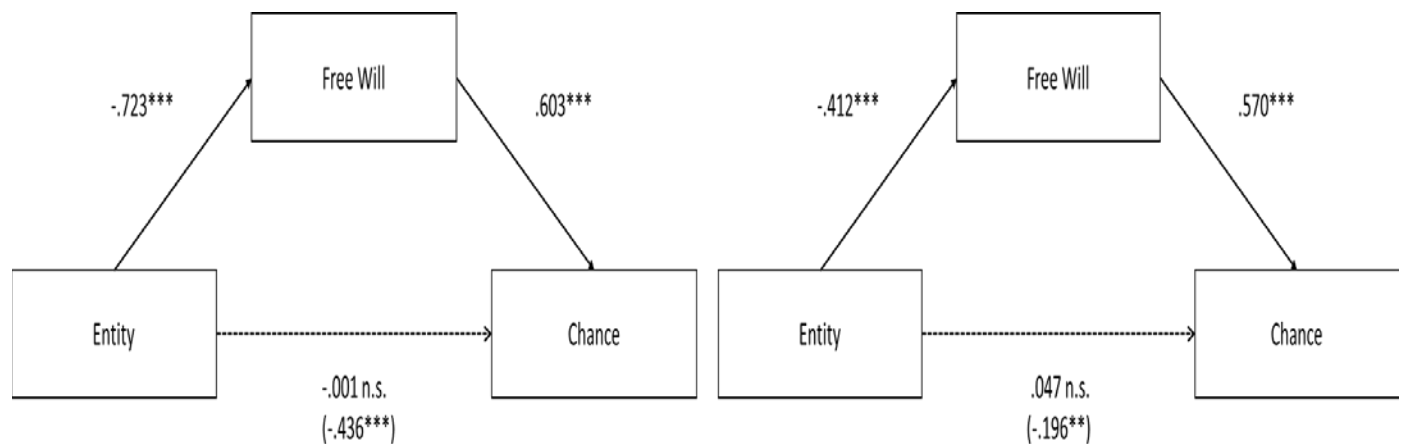 Free Will
-.723***
.603***
Entity
Chance
-.001 n.s.
(-.436***)
Free Will
-.412***
.570***
Entity
Chance
.047 n.s.
(-.196**)